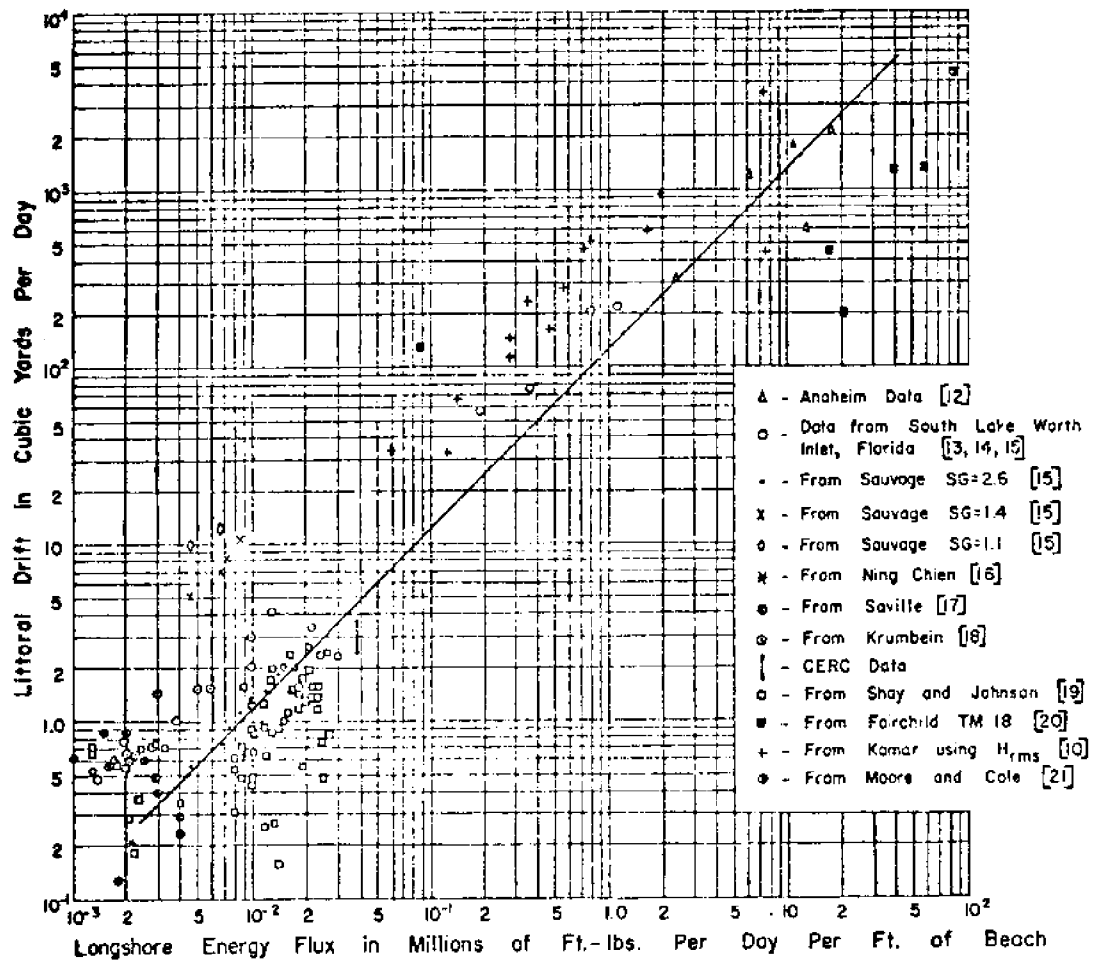 10⁴
5
2
10³
5
2
10²
5
2
10
5
2
1.0
5
2
10⁻¹
Littoral Drift in Cubic Yards Per Day
10⁻³ 2 5 10⁻² 2 5 10⁻¹ 2 5 1.0 2 5 10 2 5 10²
Longshore Energy Flux in Millions of Ft.-lbs. Per Day Per Ft. of Beach
- Anaheim Data [12]
- Data from South Lake Worth
Inlet, Florida [13, 14, 15]
- From Sauvage SG=2.6 [15]
- From Sauvage SG=1.4 [15]
- From Sauvage SG=1.1 [15]
- From Ning Chien [16]
- From Saville [17]
- From Krumbein [18]
- CERC Data
- From Shay and Johnson [19]
- From Fairchild TM 18 [20]
- From Komar using Hrms [10]
- From Moore and Cole [21]